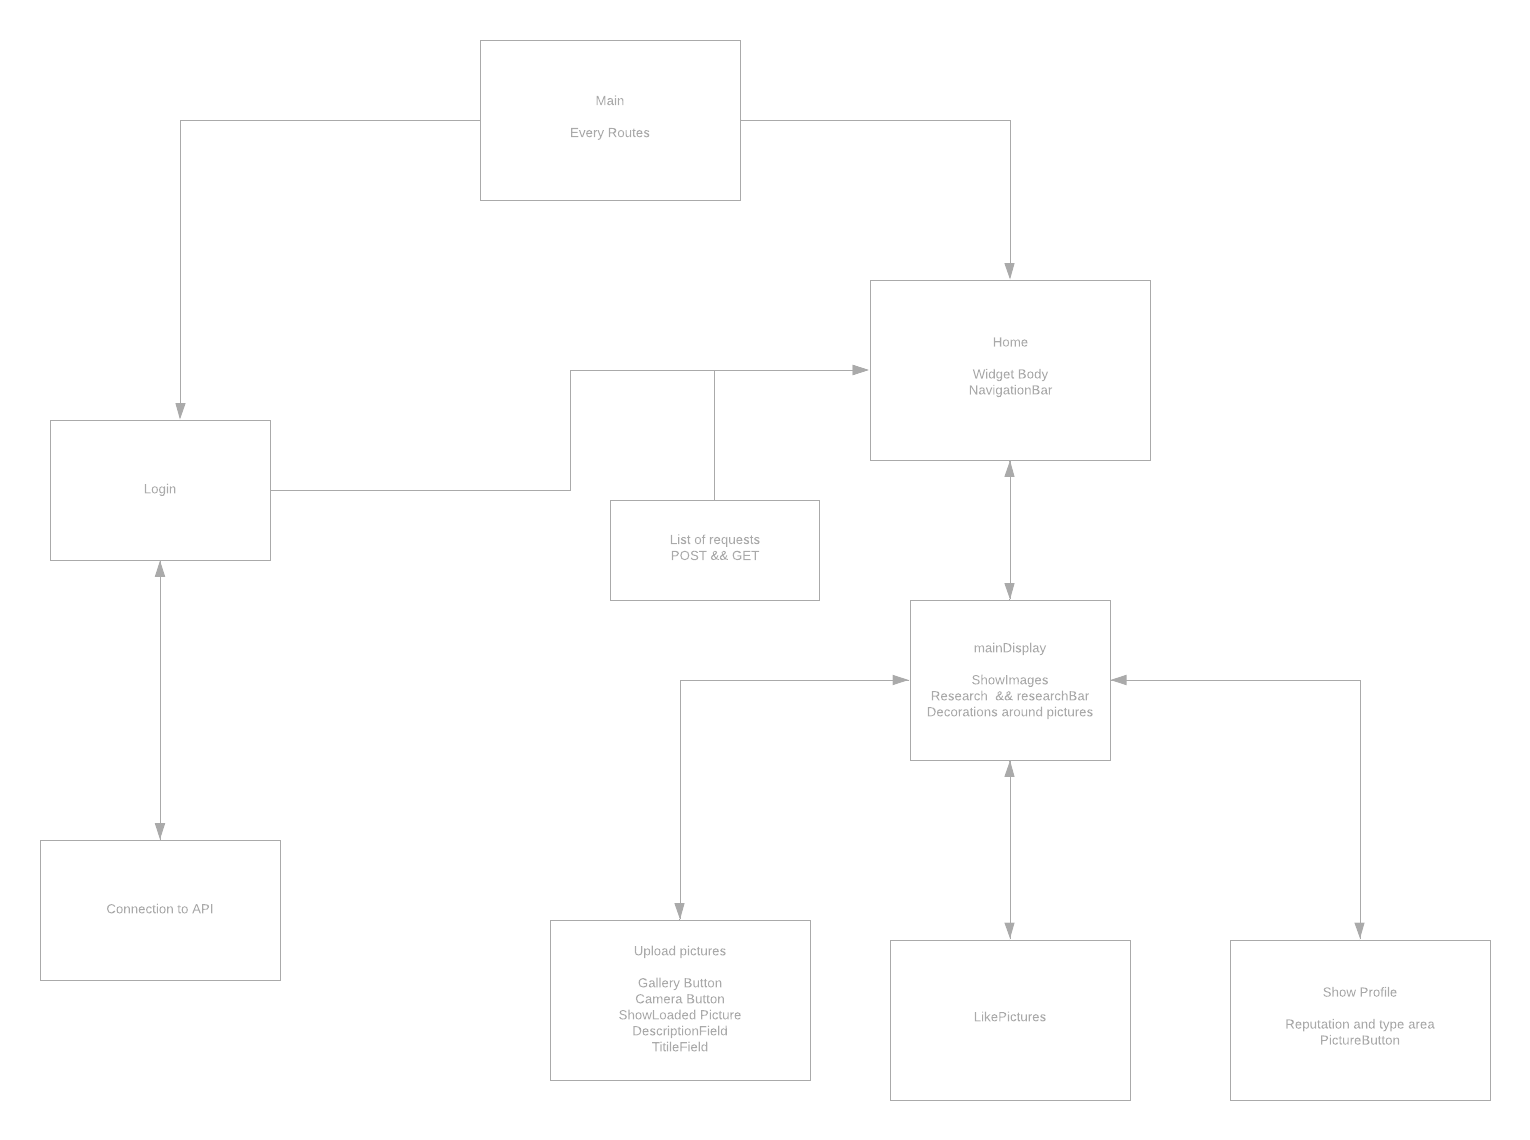 Main
Every Routes
Home
Widget Body
NavigationBar
Login
List of requests
POST && GET
mainDisplay
ShowImages
Research  && researchBar
Decorations around pictures
Connection to API
Upload pictures
Gallery Button
Camera Button
ShowLoaded Picture
DescriptionField
TitileField
LikePictures
Show Profile
Reputation and type area
PictureButton